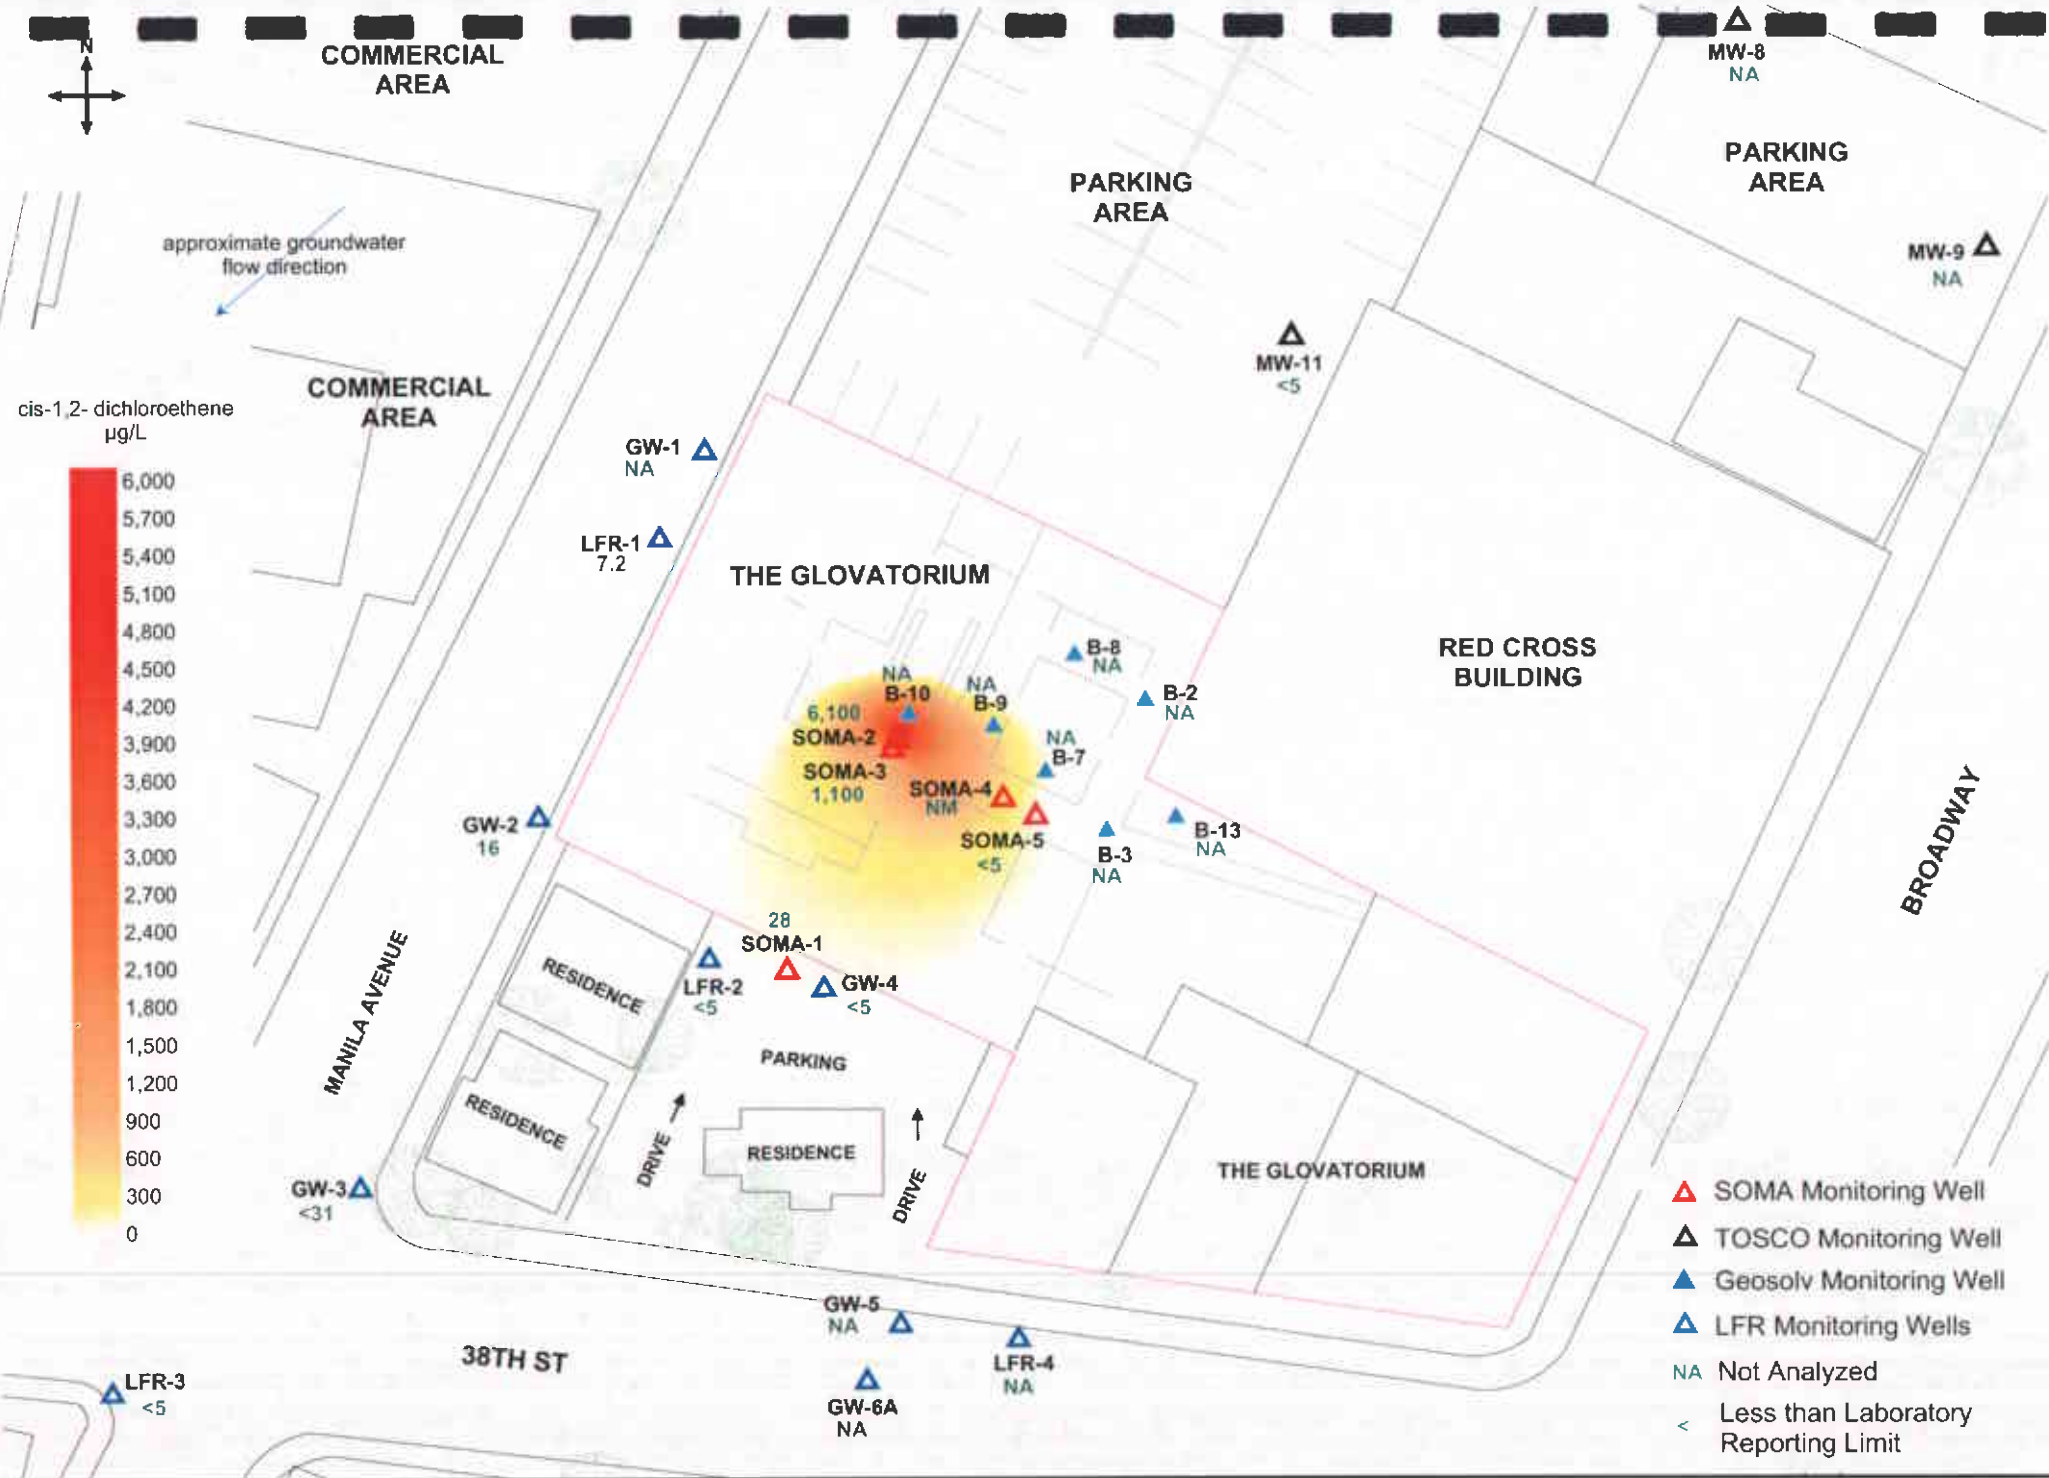 N
COMMERCIAL
AREA
MW-8
NA
PARKING
AREA
PARKING
AREA
approximate groundwater
flow direction
MW-9
NA
MW-11
<5
COMMERCIAL
AREA
cis-1,2- dichloroethene
µg/L
6,000
5,700
5,400
5,100
4,800
4,500
4,200
3,900
3,600
3,300
3,000
2,700
2,400
2,100
1,800
1,500
1,200
900
600
300
0
GW-1
NA
LFR-1
7.2
THE GLOVATORIUM
RED CROSS
BUILDING
B-8
NA
NA
B-10
NA
B-9
B-2
NA
6,100
SOMA-2
NA
B-7
SOMA-3
1,100
SOMA-4
NM
SOMA-5
<5
B-13
NA
B-3
NA
GW-2
16
BROADWAY
28
SOMA-1
LFR-2
<5
GW-4
<5
RESIDENCE
MANILA AVENUE
PARKING
RESIDENCE
DRIVE
RESIDENCE
DRIVE
THE GLOVATORIUM
GW-3
<31
SOMA Monitoring Well
TOSCO Monitoring Well
Geosolv Monitoring Well
LFR Monitoring Wells
NA Not Analyzed
< Less than Laboratory
Reporting Limit
GW-5
NA
LFR-4
NA
GW-6A
NA
38TH ST
LFR-3
<5